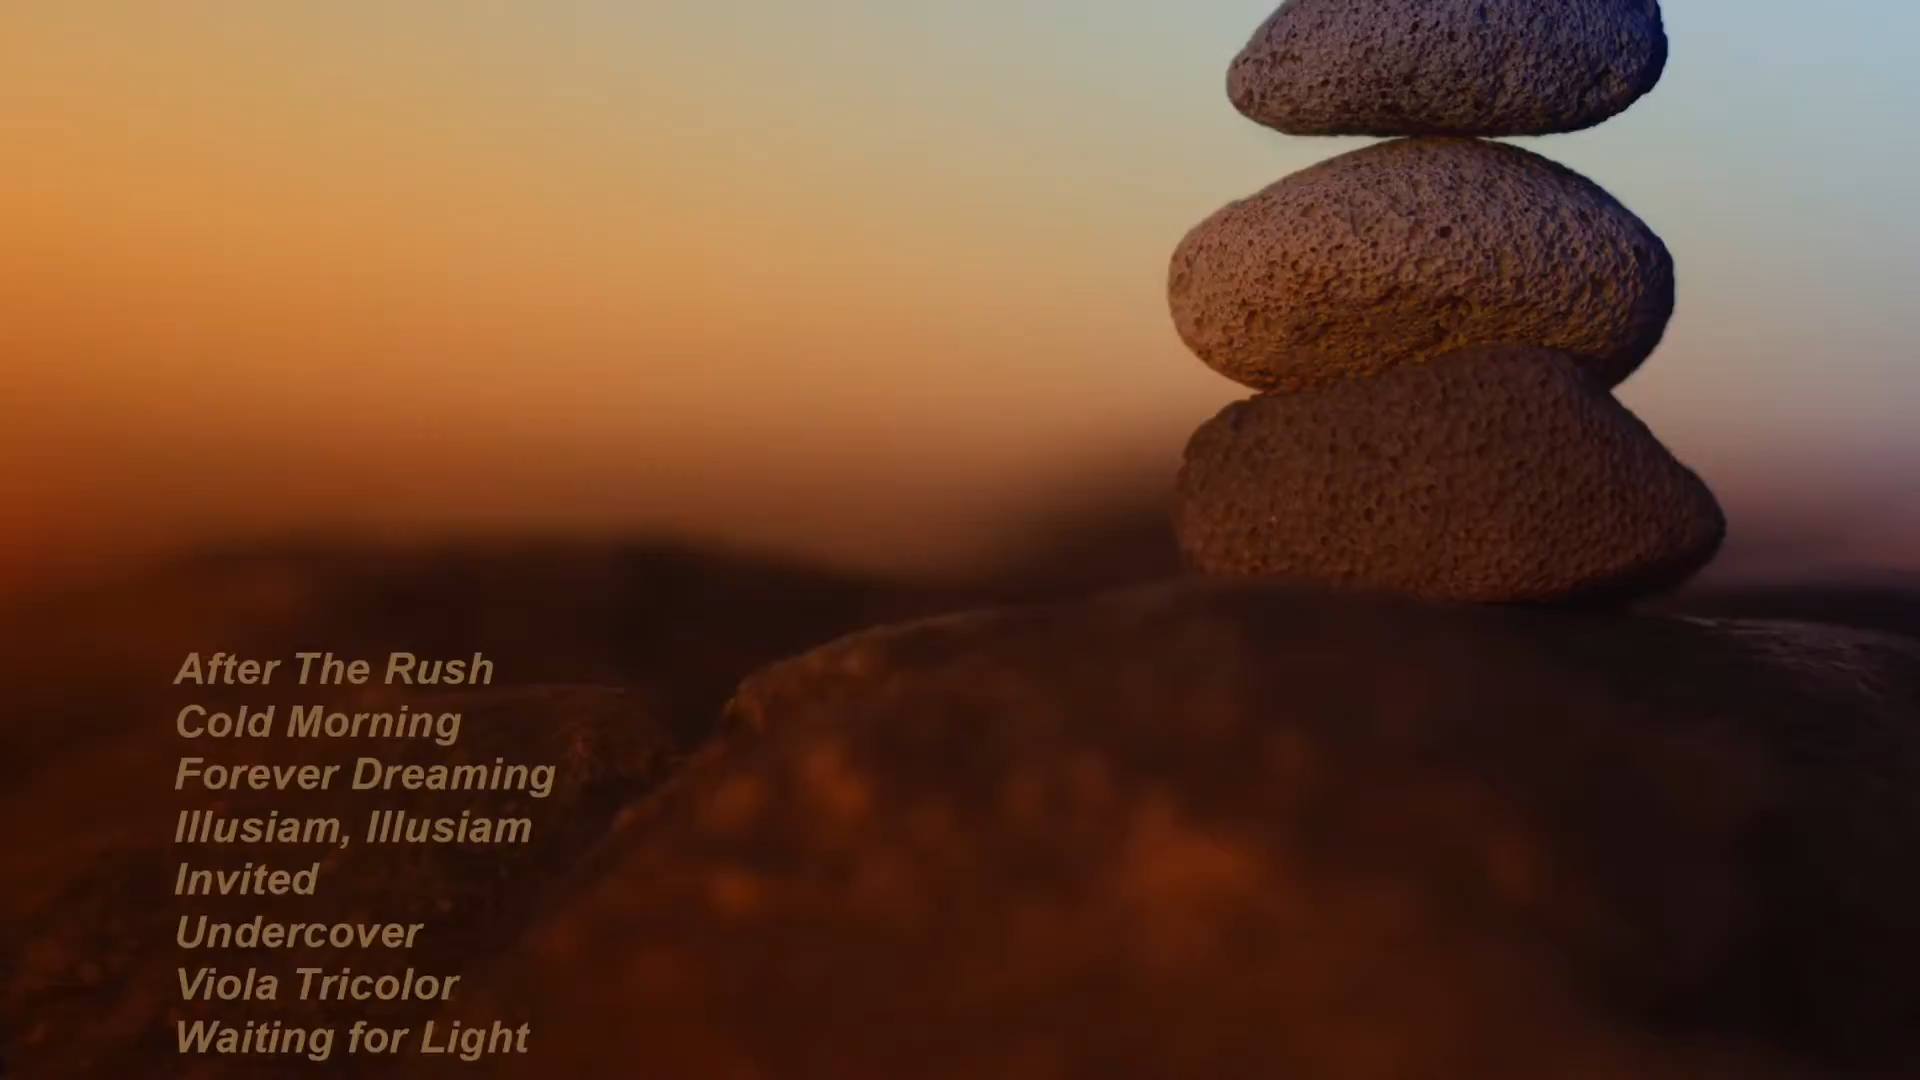 After The Rush
Cold Morning
Forever Dreaming
Illusiam, Illusiam
Invited
Undercover
Viola Tricolor
Waiting for Light